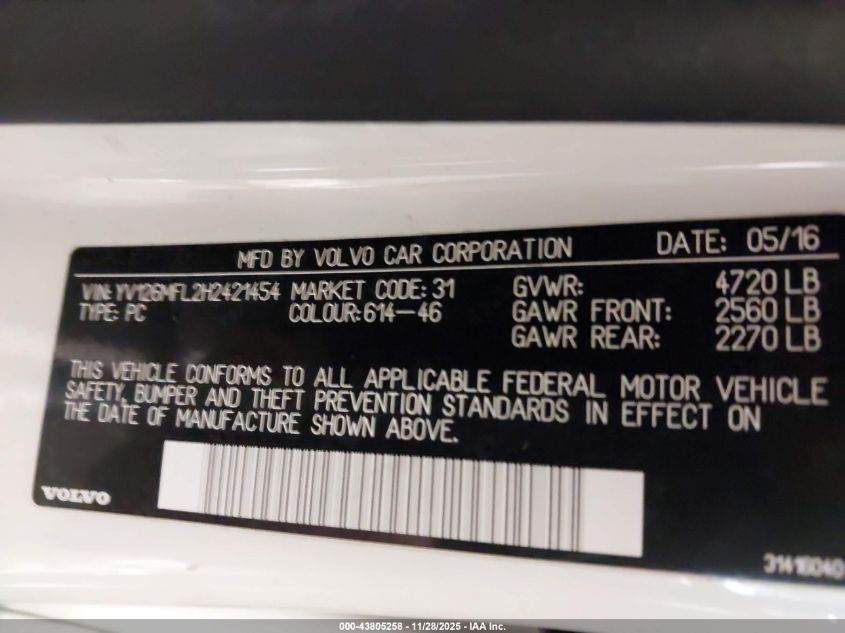 MFD BY VOLVO CAR CORPORATION DATE: 05/16
VIN: YV126MFL2H2421454 MARKET CODE: 31 GVWR: 4720 LB
TYPE: PC COLOUR: 614-46 GAWR FRONT: 2560 LB
GAWR REAR: 2270 LB
THIS VEHICLE CONFORMS TO ALL APPLICABLE FEDERAL MOTOR VEHICLE
SAFETY, BUMPER AND THEFT PREVENTION STANDARDS IN EFFECT ON
THE DATE OF MANUFACTURE SHOWN ABOVE.
VOLVO
31416040
000-43805258 - 11/28/2025 - IAA Inc.